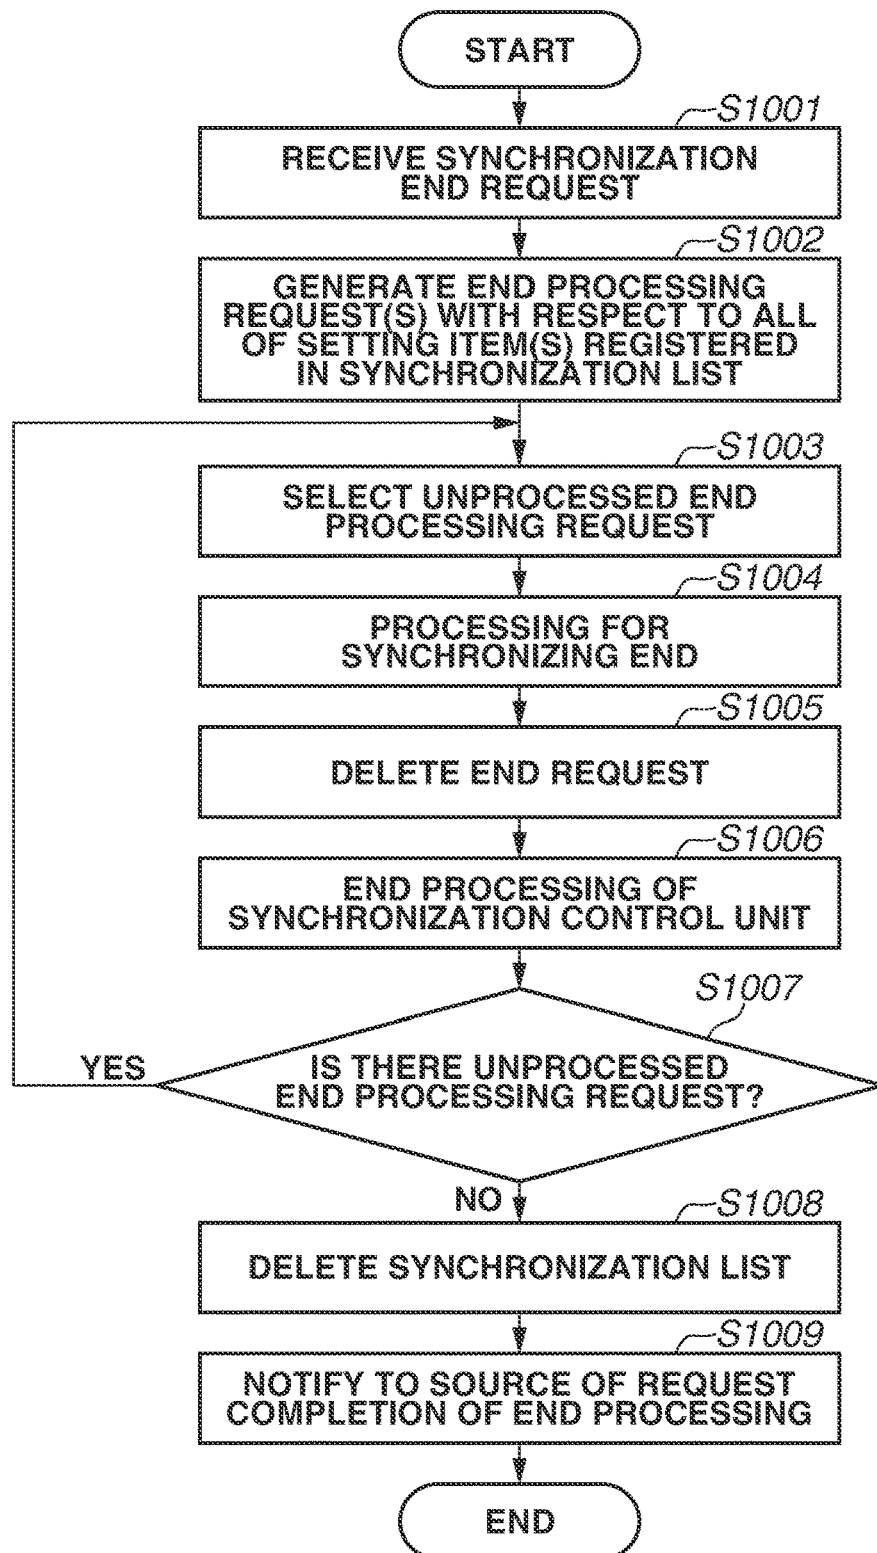 START
S1001
RECEIVE SYNCHRONIZATION
END REQUEST
S1002
GENERATE END PROCESSING
REQUEST(S) WITH RESPECT TO ALL
OF SETTING ITEM(S) REGISTERED
IN SYNCHRONIZATION LIST
S1003
SELECT UNPROCESSED END
PROCESSING REQUEST
S1004
PROCESSING FOR
SYNCHRONIZING END
S1005
DELETE END REQUEST
S1006
END PROCESSING OF
SYNCHRONIZATION CONTROL UNIT
S1007
YES
IS THERE UNPROCESSED
END PROCESSING REQUEST?
NO
S1008
DELETE SYNCHRONIZATION LIST
S1009
NOTIFY TO SOURCE OF REQUEST
COMPLETION OF END PROCESSING
END